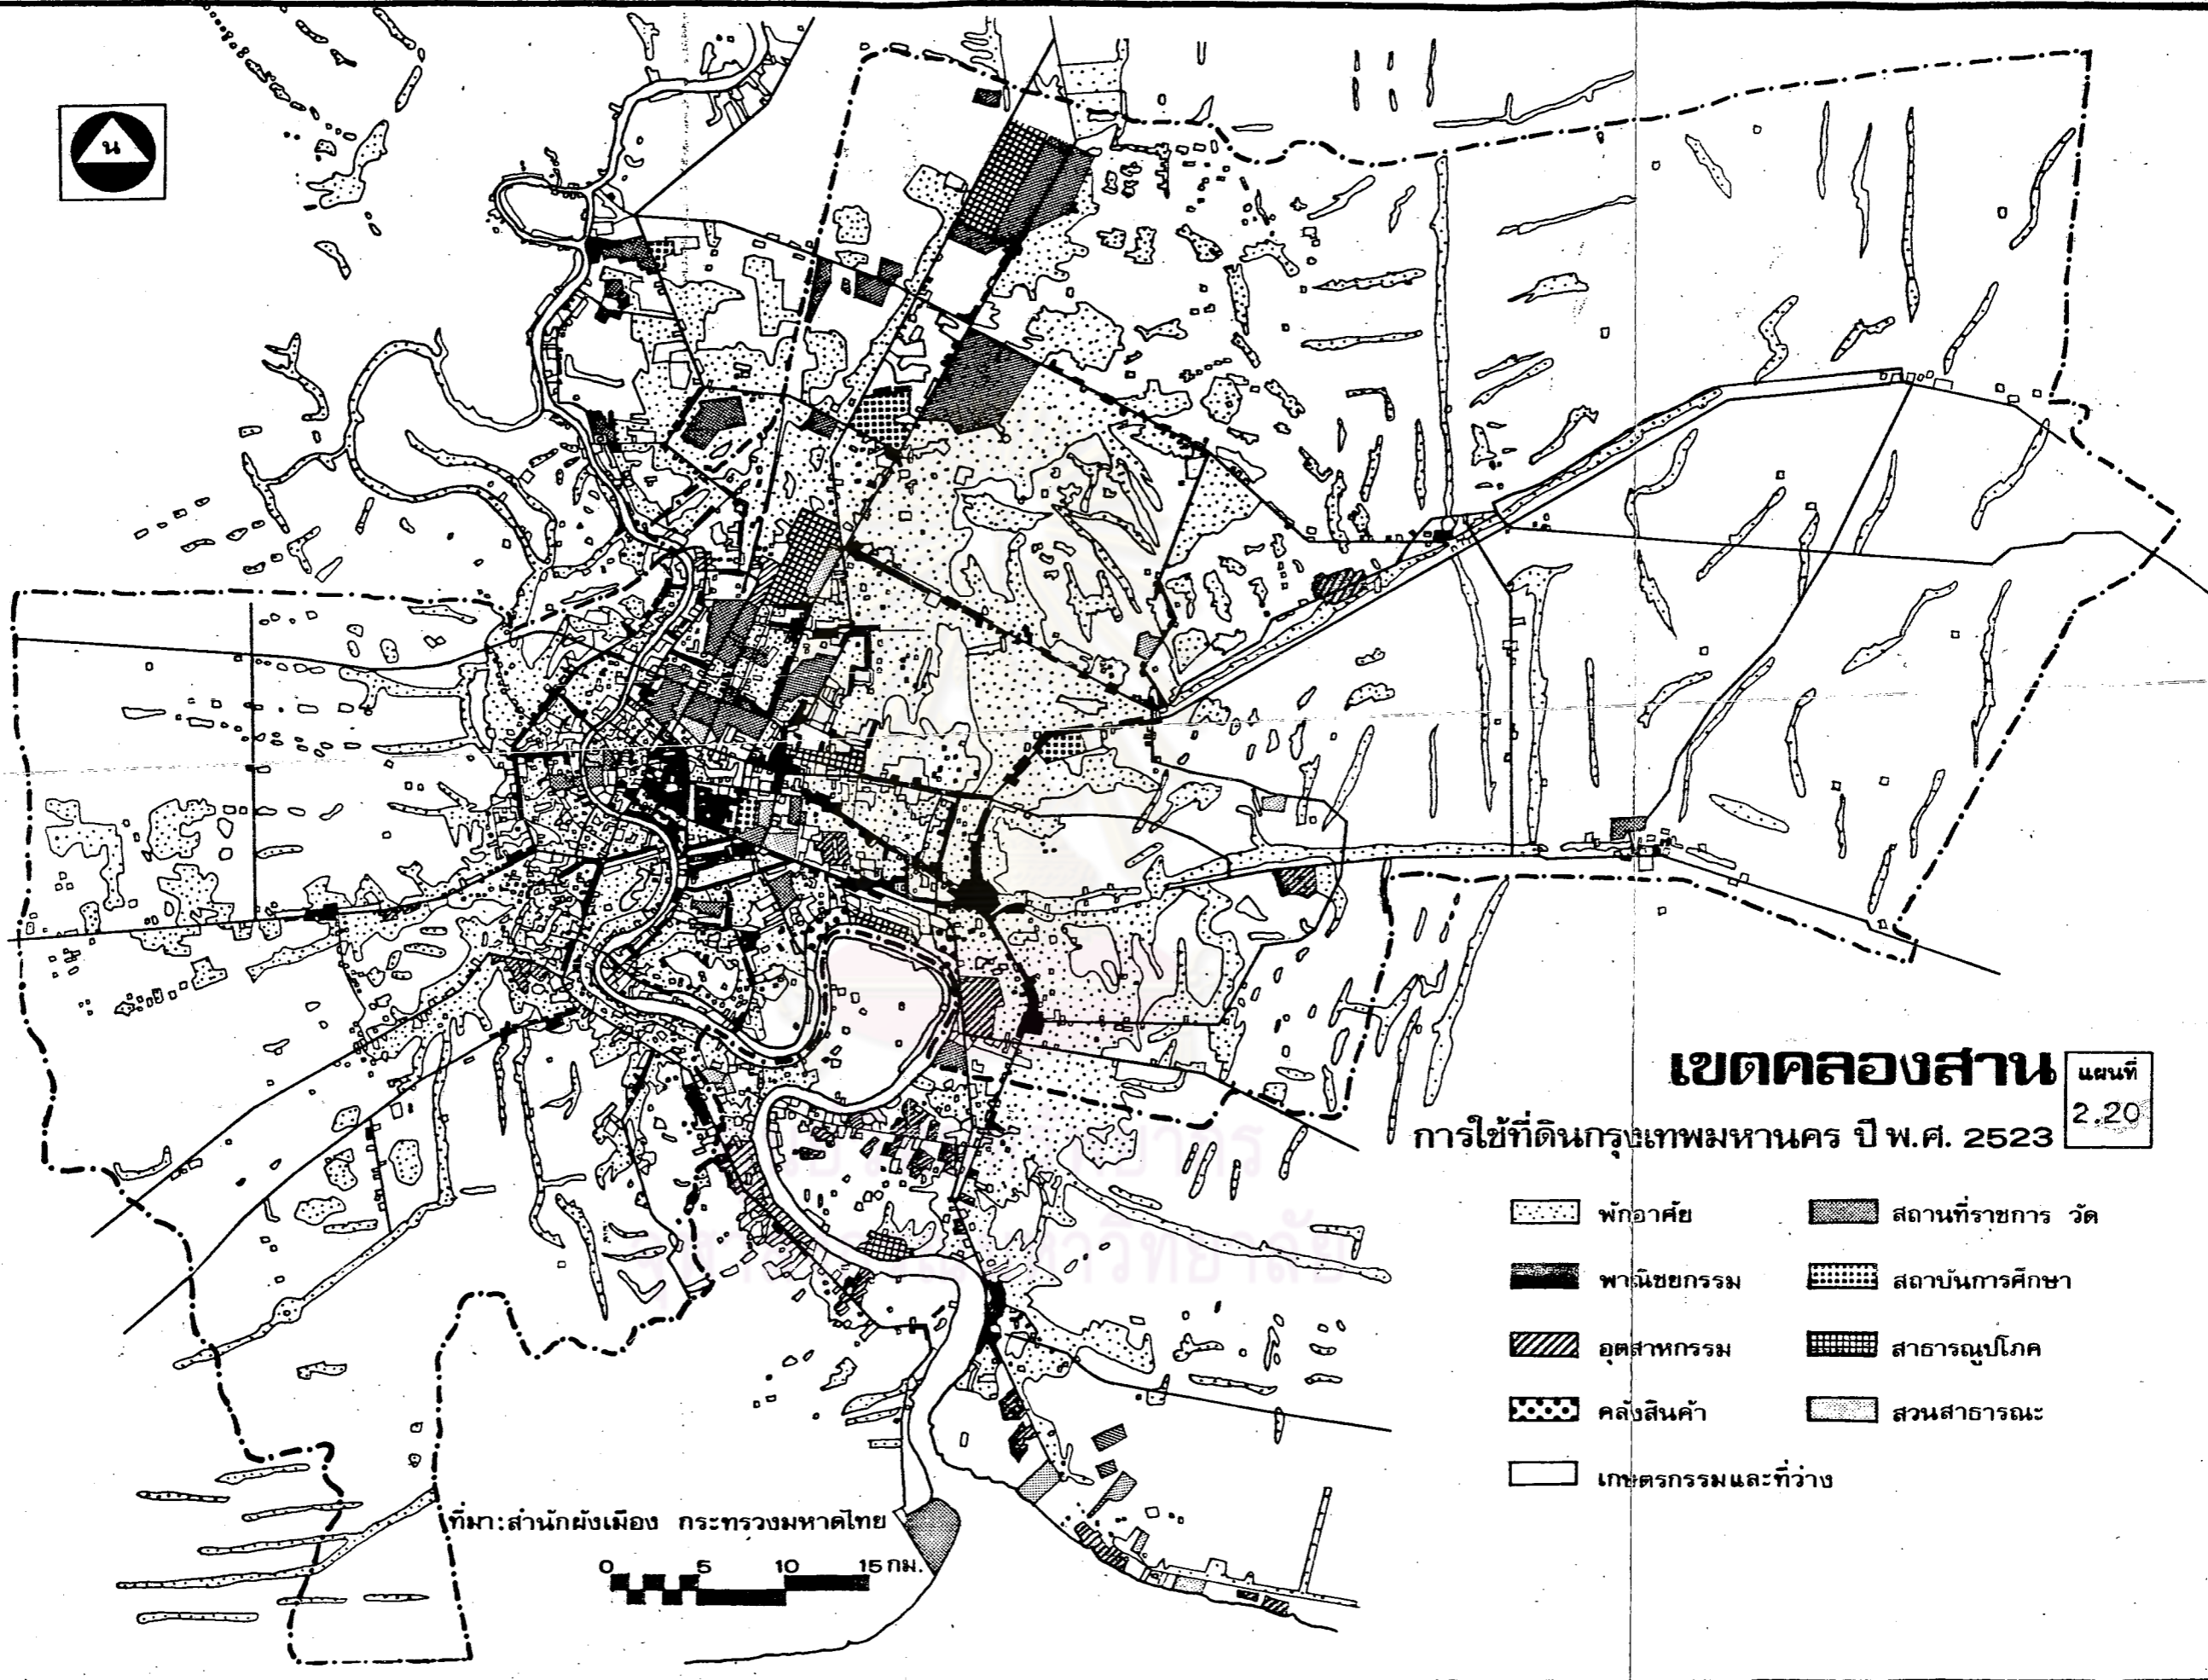 น
เขตคลองสาน
แผนที่
2.20
การใช้ที่ดินกรุงเทพมหานคร ปี พ.ศ. 2523
พักอาศัย
สถานที่ราชการ วัด
พาณิชยกรรม
สถาบันการศึกษา
อุตสาหกรรม
สาธารณูปโภค
คลังสินค้า
สวนสาธารณะ
เกษตรกรรมและที่ว่าง
ที่มา:สำนักผังเมือง กระทรวงมหาดไทย
0 5 10 15 กม.